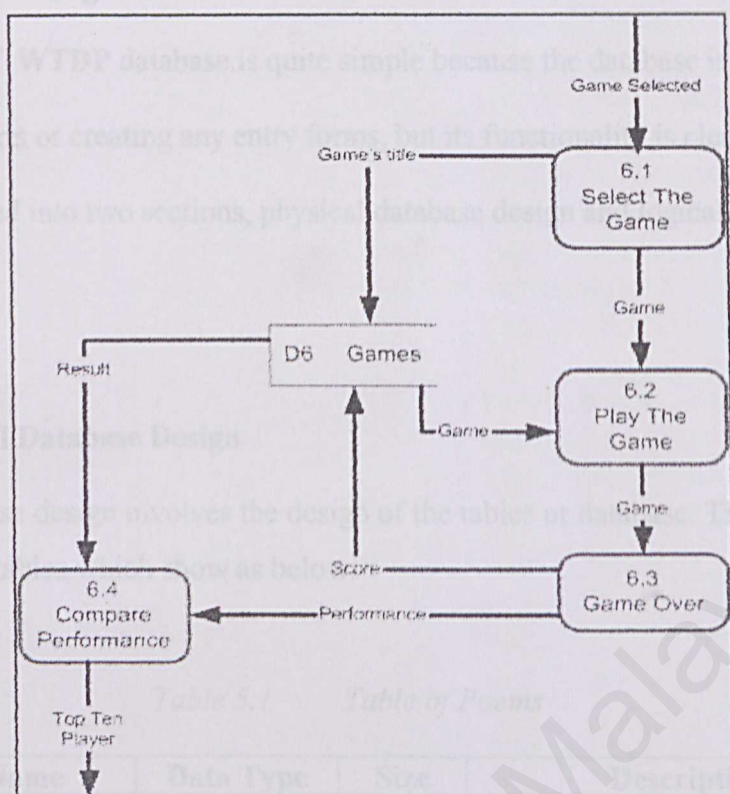 WTDP database is quite simple because the database
Game Selected
of creating any entry forms, but its functionality is
Game's title
6.1
Select The
Game
into two sections, physical database design and logical
Game
D6 Games
Result
6.2
Play The
Game
Game
Database Design
Game
design involves the design of the tables or database.
Score
6.3
Game Over
which show as below
6.4
Compare
Performance
Performance
Table 5.1 Table of Poems
Top Ten
Player
Name Data Type Size
Mala